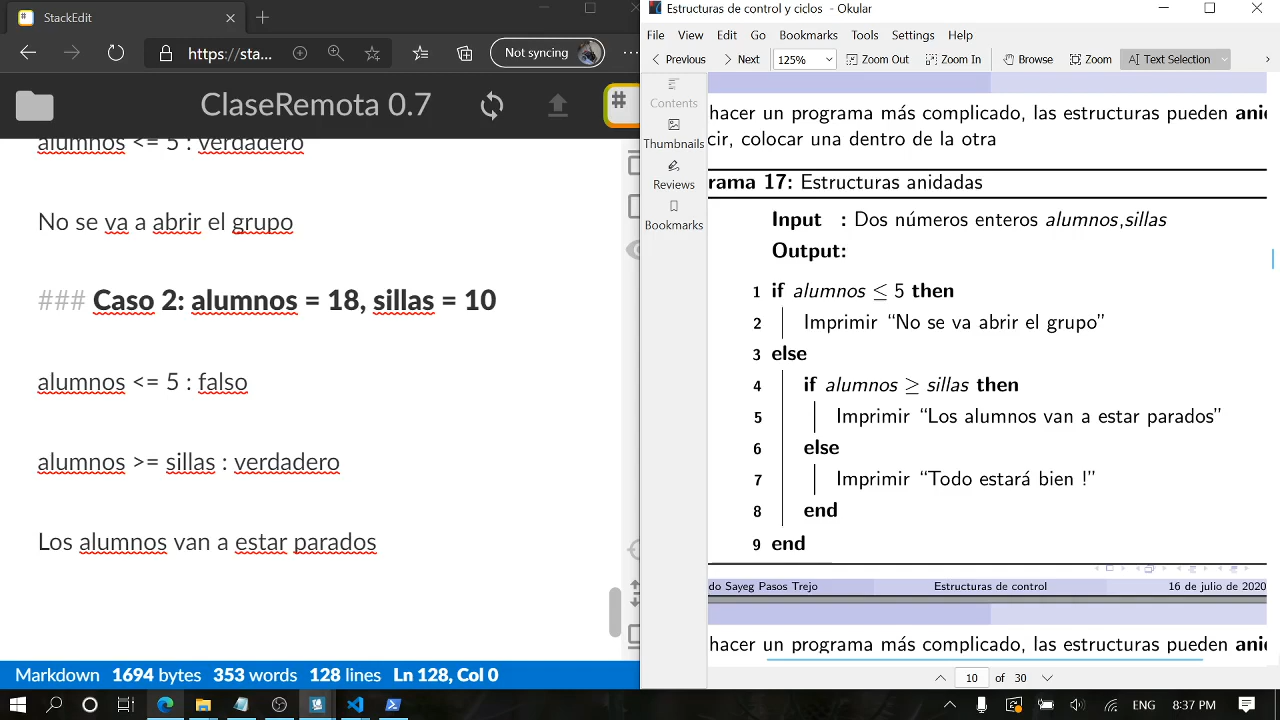 StackEdit
https://sta...
Not syncing
ClaseRemota 0.7
#
alumnos <= 5 : verdadero
No se va a abrir el grupo
### Caso 2: alumnos = 18, sillas = 10
alumnos <= 5 : falso
alumnos >= sillas : verdadero
Los alumnos van a estar parados
Markdown 1694 bytes 353 words 128 lines Ln 128, Col 0
Estructuras de control y ciclos - Okular
File View Edit Go Bookmarks Tools Settings Help
Previous Next 125% Zoom Out Zoom In Browse Zoom Text Selection
Contents
Thumbnails
Reviews
Bookmarks
hacer un programa más complicado, las estructuras pueden ani
cir, colocar una dentro de la otra
rama 17: Estructuras anidadas
Input : Dos números enteros alumnos,sillas
Output:
1 if alumnos ≤ 5 then
2 Imprimir “No se va abrir el grupo”
3 else
4 if alumnos ≥ sillas then
5 Imprimir “Los alumnos van a estar parados”
6 else
7 Imprimir “Todo estará bien !”
8 end
9 end
do Sayeg Pasos Trejo Estructuras de control 16 de julio de 2020
hacer un programa más complicado, las estructuras pueden ani
10 of 30
ENG 8:37 PM